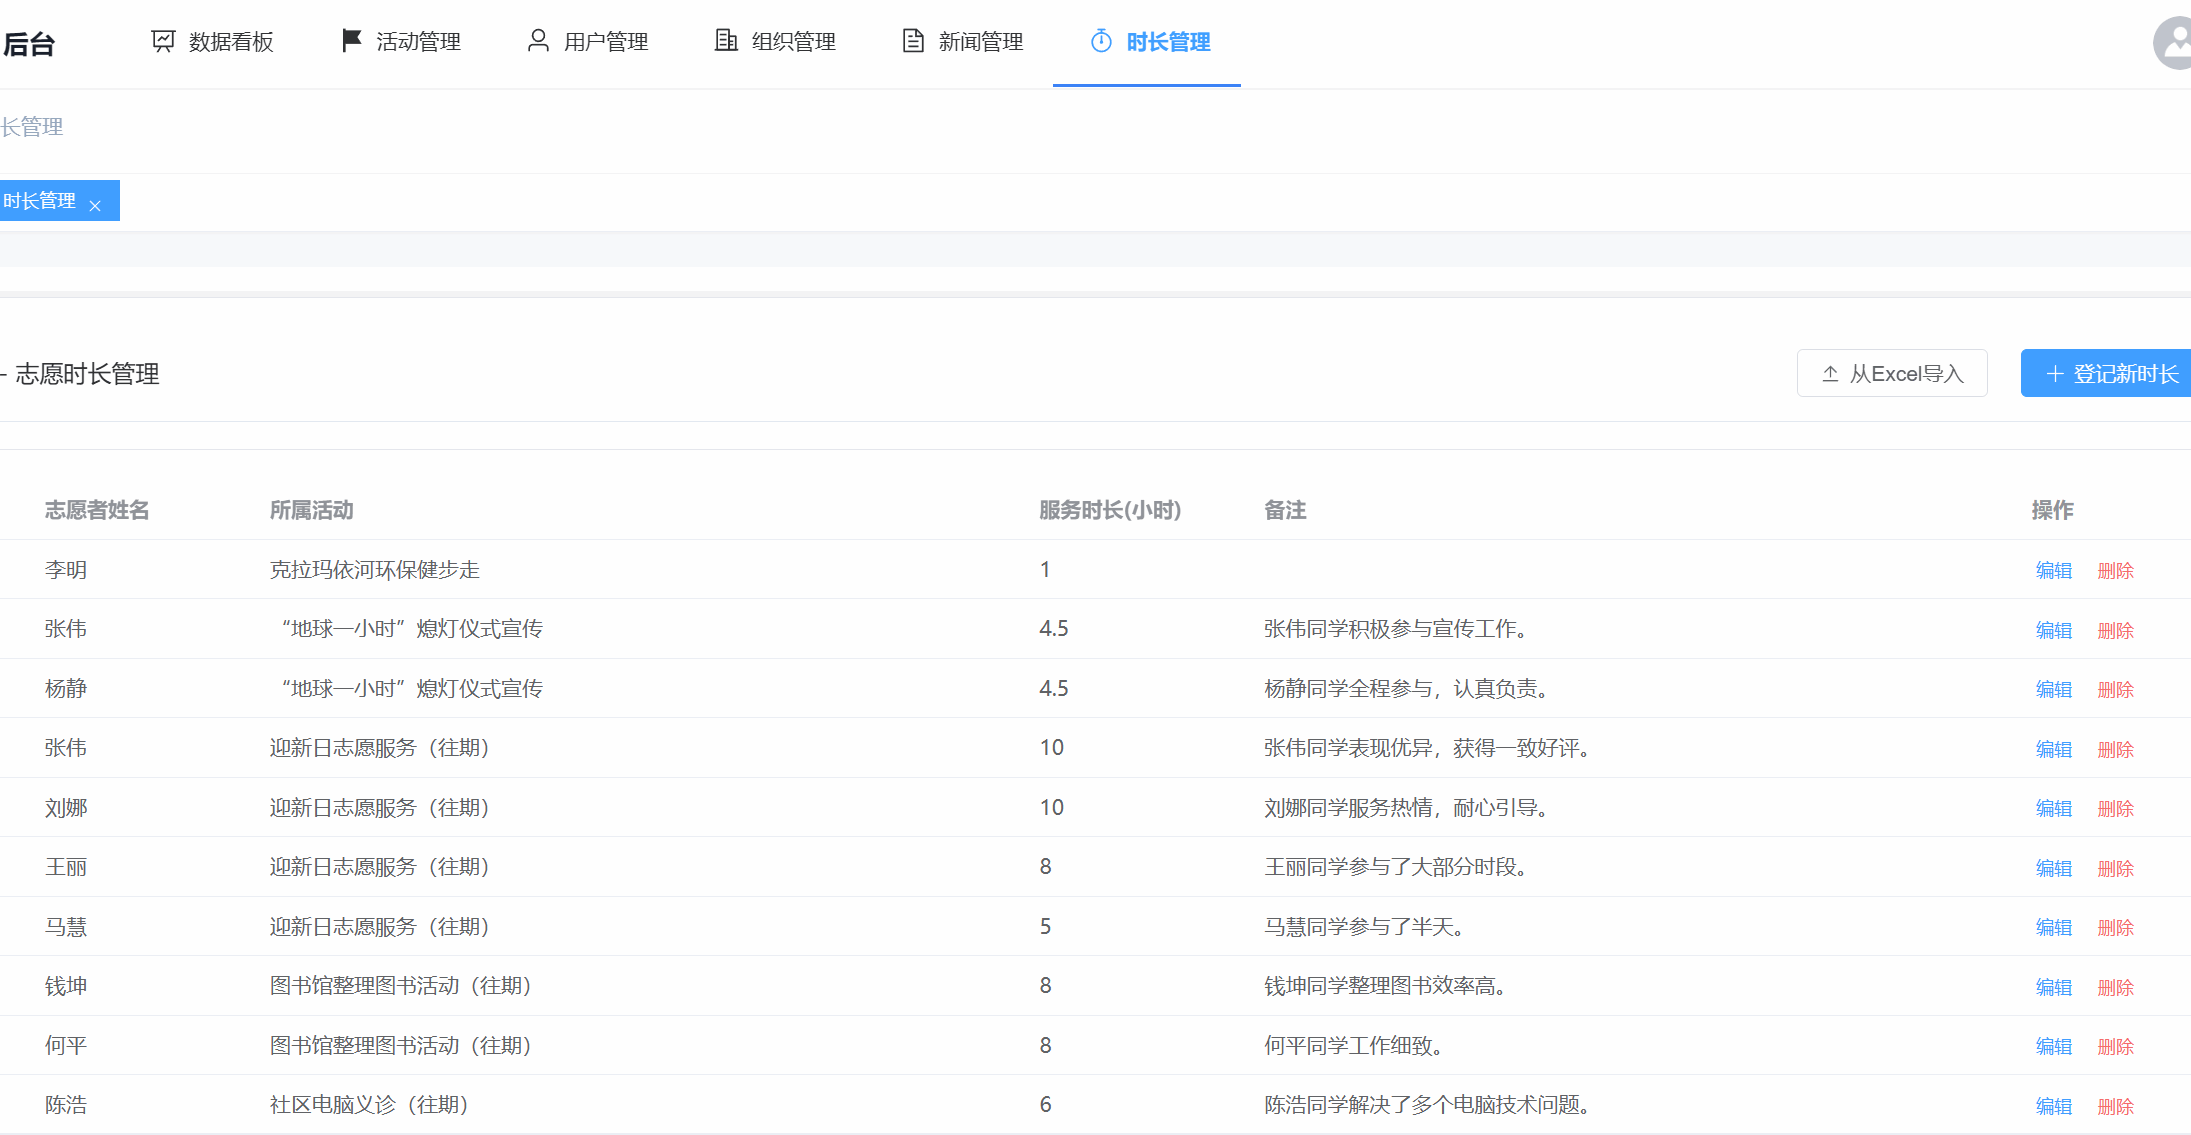 后台 数据看板 活动管理 用户管理 组织管理 新闻管理 时长管理
长管理
时长管理
- 志愿时长管理 从Excel导入 登记新时长
志愿者姓名 所属活动 服务时长(小时) 备注 操作
李明 克拉玛依河环保健步走 1 编辑 删除
张伟 “地球一小时”熄灯仪式宣传 4.5 张伟同学积极参与宣传工作。 编辑 删除
杨静 “地球一小时”熄灯仪式宣传 4.5 杨静同学全程参与，认真负责。 编辑 删除
张伟 迎新日志愿服务（往期） 10 张伟同学表现优异，获得一致好评。 编辑 删除
刘娜 迎新日志愿服务（往期） 10 刘娜同学服务热情，耐心引导。 编辑 删除
王丽 迎新日志愿服务（往期） 8 王丽同学参与了大部分时段。 编辑 删除
马慧 迎新日志愿服务（往期） 5 马慧同学参与了半天。 编辑 删除
钱坤 图书馆整理图书活动（往期） 8 钱坤同学整理图书效率高。 编辑 删除
何平 图书馆整理图书活动（往期） 8 何平同学工作细致。 编辑 删除
陈浩 社区电脑义诊（往期） 6 陈浩同学解决了多个电脑技术问题。 编辑 删除